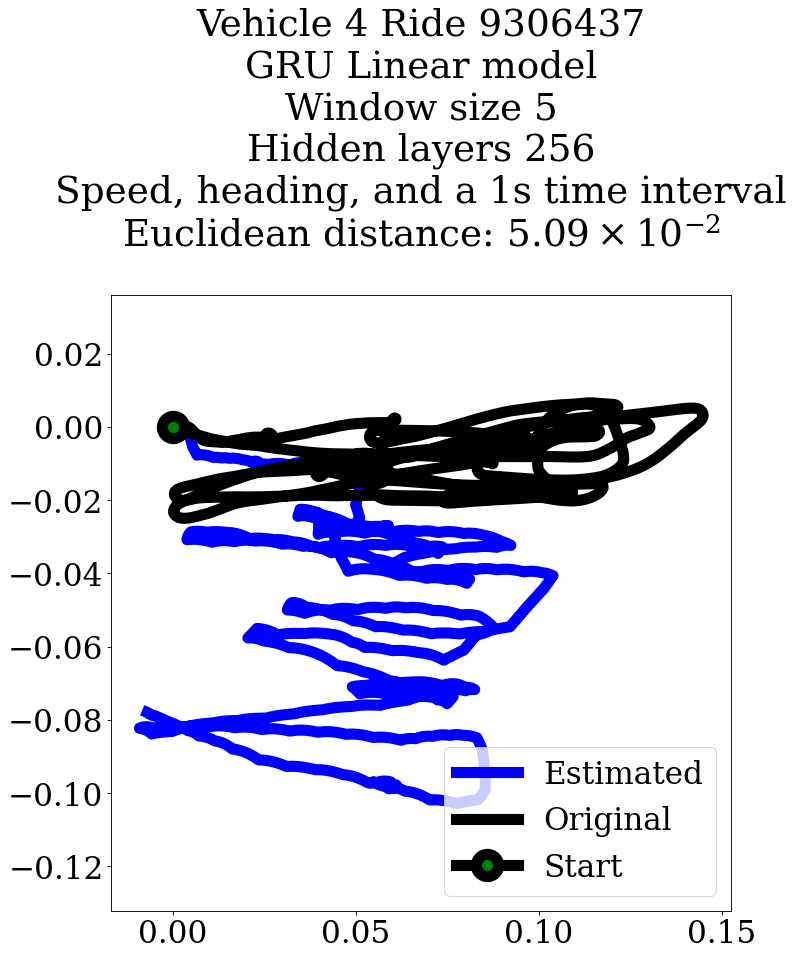 Vehicle 4 Ride 9306437
GRU Linear model
Window size 5
Hidden layers 256
Speed, heading, and a 1s time interval
Euclidean distance: 5.09 × 10⁻²
0.02
0.00
−0.02
−0.04
−0.06
−0.08
−0.10
−0.12
Estimated
Original
Start
0.00 0.05 0.10 0.15